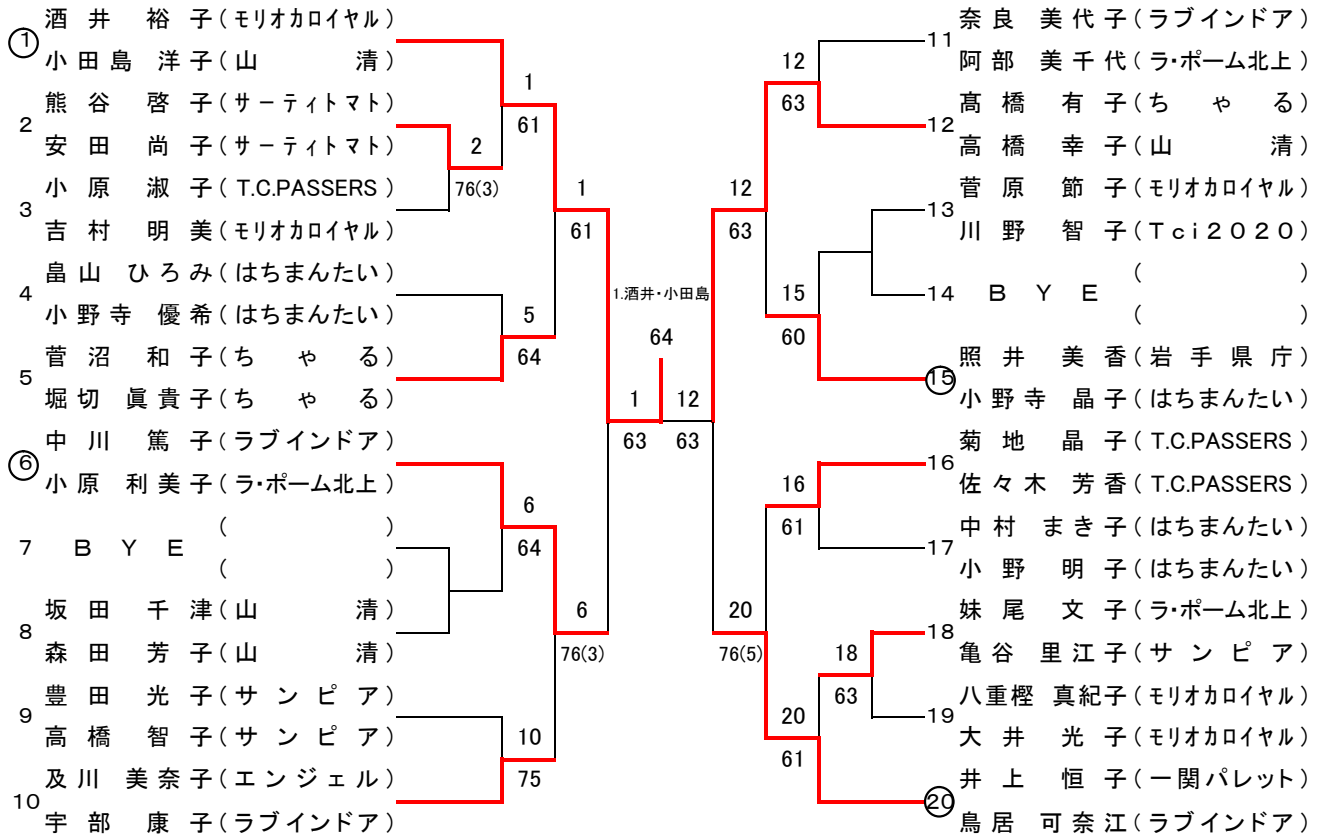 酒井 裕子(モリオカロイヤル)
①
小田島 洋子(山清)
熊谷 啓子(サーティトマト)
2
安田 尚子(サーティトマト)
小原 淑子(T.C.PASSERS)
3
吉村 明美(モリオカロイヤル)
畠山 ひろみ(はちまんたい)
4
小野寺 優希(はちまんたい)
菅沼 和子(ちゃる)
5
堀切 眞貴子(ちゃる)
中川 篤子(ラブインドア)
⑥
小原 利美子(ラ・ポーム北上)
( )
7 BYE
( )
坂田 千津(山清)
8
森田 芳子(山清)
豊田 光子(サンピア)
9
高橋 智子(サンピア)
及川 美奈子(エンジェル)
10
宇部 康子(ラブインドア)
2
76(3)
1
61
5
64
6
64
10
75
1
61
6
76(3)
1
63
1.酒井・小田島
64
12
63
12
63
20
76(5)
12
63
15
60
16
61
20
61
18
63
奈良 美代子(ラブインドア)
11
阿部 美千代(ラ・ポーム北上)
髙橋 有子(ちゃる)
12
高橋 幸子(山清)
菅原 節子(モリオカロイヤル)
13
川野 智子(Tci2020)
( )
14 BYE
( )
照井 美香(岩手県庁)
⑮
小野寺 晶子(はちまんたい)
菊地 晶子(T.C.PASSERS)
16
佐々木 芳香(T.C.PASSERS)
中村 まき子(はちまんたい)
17
小野 明子(はちまんたい)
妹尾 文子(ラ・ポーム北上)
18
亀谷 里江子(サンピア)
八重樫 真紀子(モリオカロイヤル)
19
大井 光子(モリオカロイヤル)
井上 恒子(一関パレット)
⑳
鳥居 可奈江(ラブインドア)